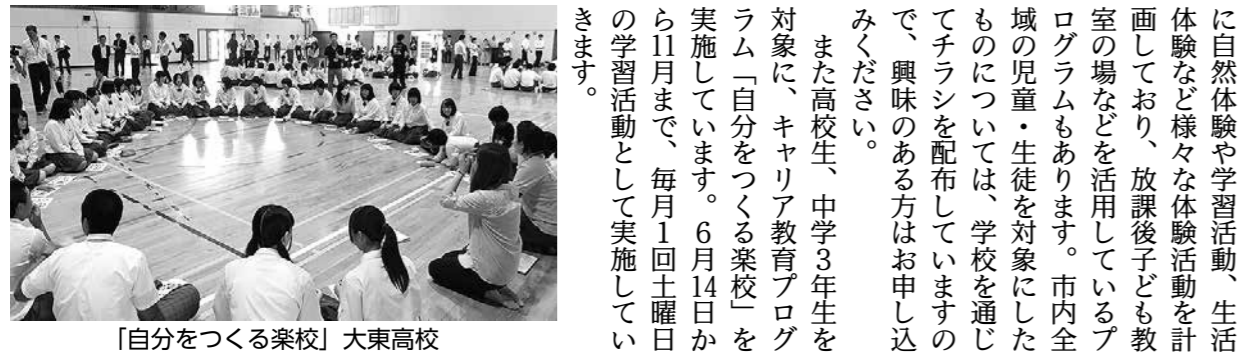 に自然体験や学習活動、生活
体験など様々な体験活動を計
画しており、放課後子ども教
室の場などを活用しているプ
ログラムもあります。市内全
域の児童・生徒を対象にした
ものについては、学校を通じ
てチラシを配布していますの
で、興味のある方はお申し込
みください。
また高校生、中学3年生を
対象に、キャリア教育プログ
ラム「自分をつくる楽校」を
実施しています。6月14日か
ら11月まで、毎月1回土曜日
の学習活動として実施してい
きます。
「自分をつくる楽校」大東高校